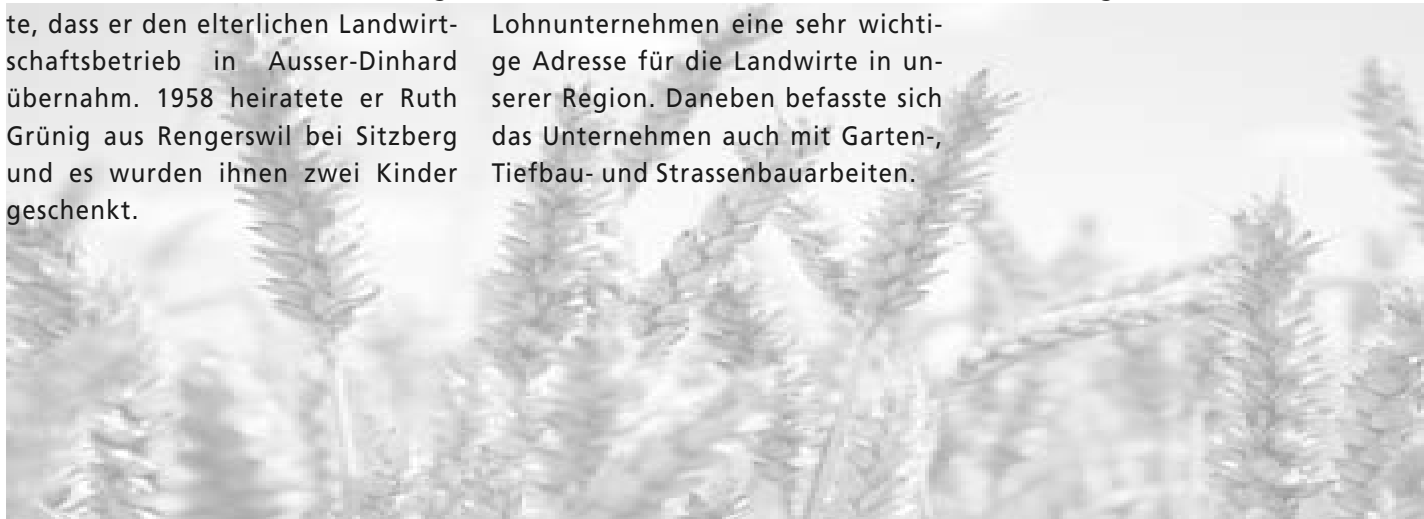 te, dass er den elterlichen Landwirt-
schaftsbetrieb in Ausser-Dinhard
übernahm. 1958 heiratete er Ruth
Grünig aus Rengerswil bei Sitzberg
und es wurden ihnen zwei Kinder
geschenkt.
Lohnunternehmen eine sehr wichti-
ge Adresse für die Landwirte in un-
serer Region. Daneben befasste sich
das Unternehmen auch mit Garten-,
Tiefbau- und Strassenbauarbeiten.